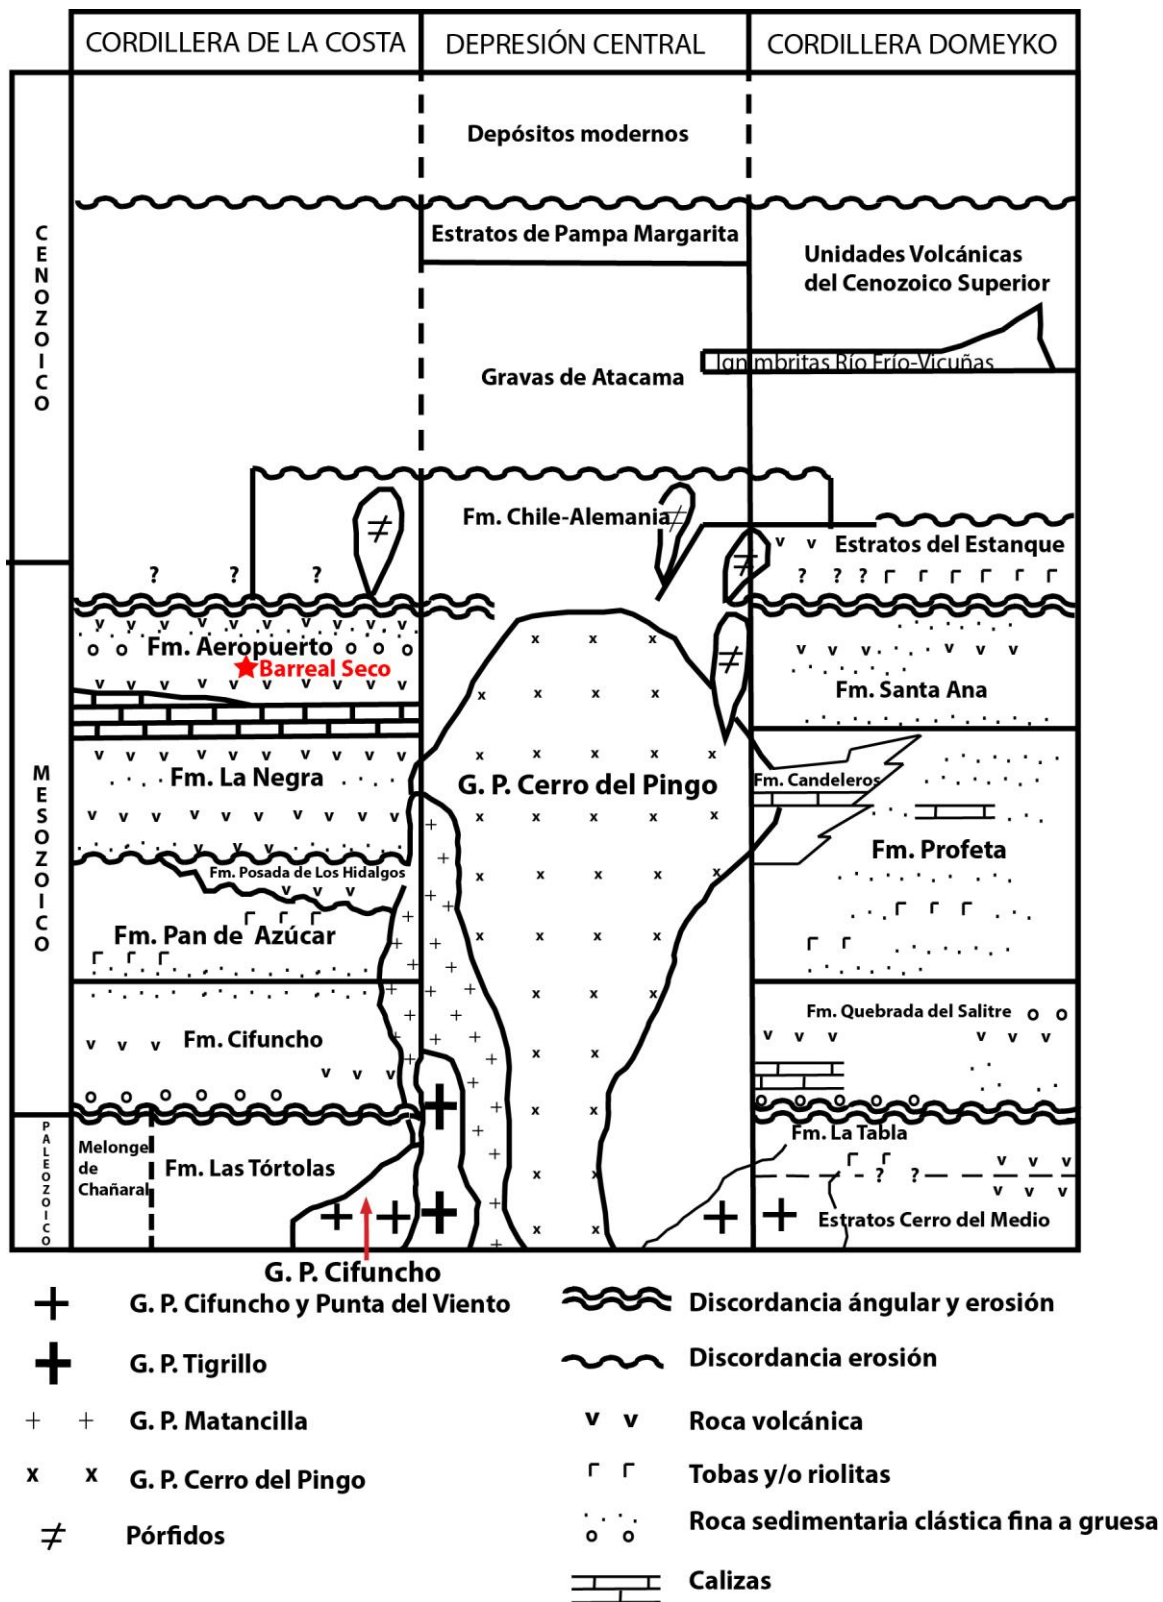 CORDILLERA DE LA COSTA
DEPRESIÓN CENTRAL
CORDILLERA DOMEYKO
CENOZOICO
MESOZOICO
PALEOZOICO
Depósitos modernos
Estratos de Pampa Margarita
Unidades Volcánicas
del Cenozoico Superior
Ignimbritas Río Frío-Vicuñas
Gravas de Atacama
Fm. Chile-Alemania
Estratos del Estanque
? ? ?
? ? ?
Fm. Aeropuerto
Barreal Seco
Fm. Santa Ana
Fm. La Negra
G. P. Cerro del Pingo
Fm. Candeleros
Fm. Profeta
Fm. Posada de Los Hidalgos
Fm. Pan de Azúcar
Fm. Cifuncho
Fm. Quebrada del Salitre
Melonge
de
Chañaral
Fm. Las Tórtolas
Fm. La Tabla
? ?
Estratos Cerro del Medio
G. P. Cifuncho
G. P. Cifuncho y Punta del Viento
G. P. Tigrillo
G. P. Matancilla
G. P. Cerro del Pingo
Pórfidos
Discordancia ángular y erosión
Discordancia erosión
Roca volcánica
Tobas y/o riolitas
Roca sedimentaria clástica fina a gruesa
Calizas